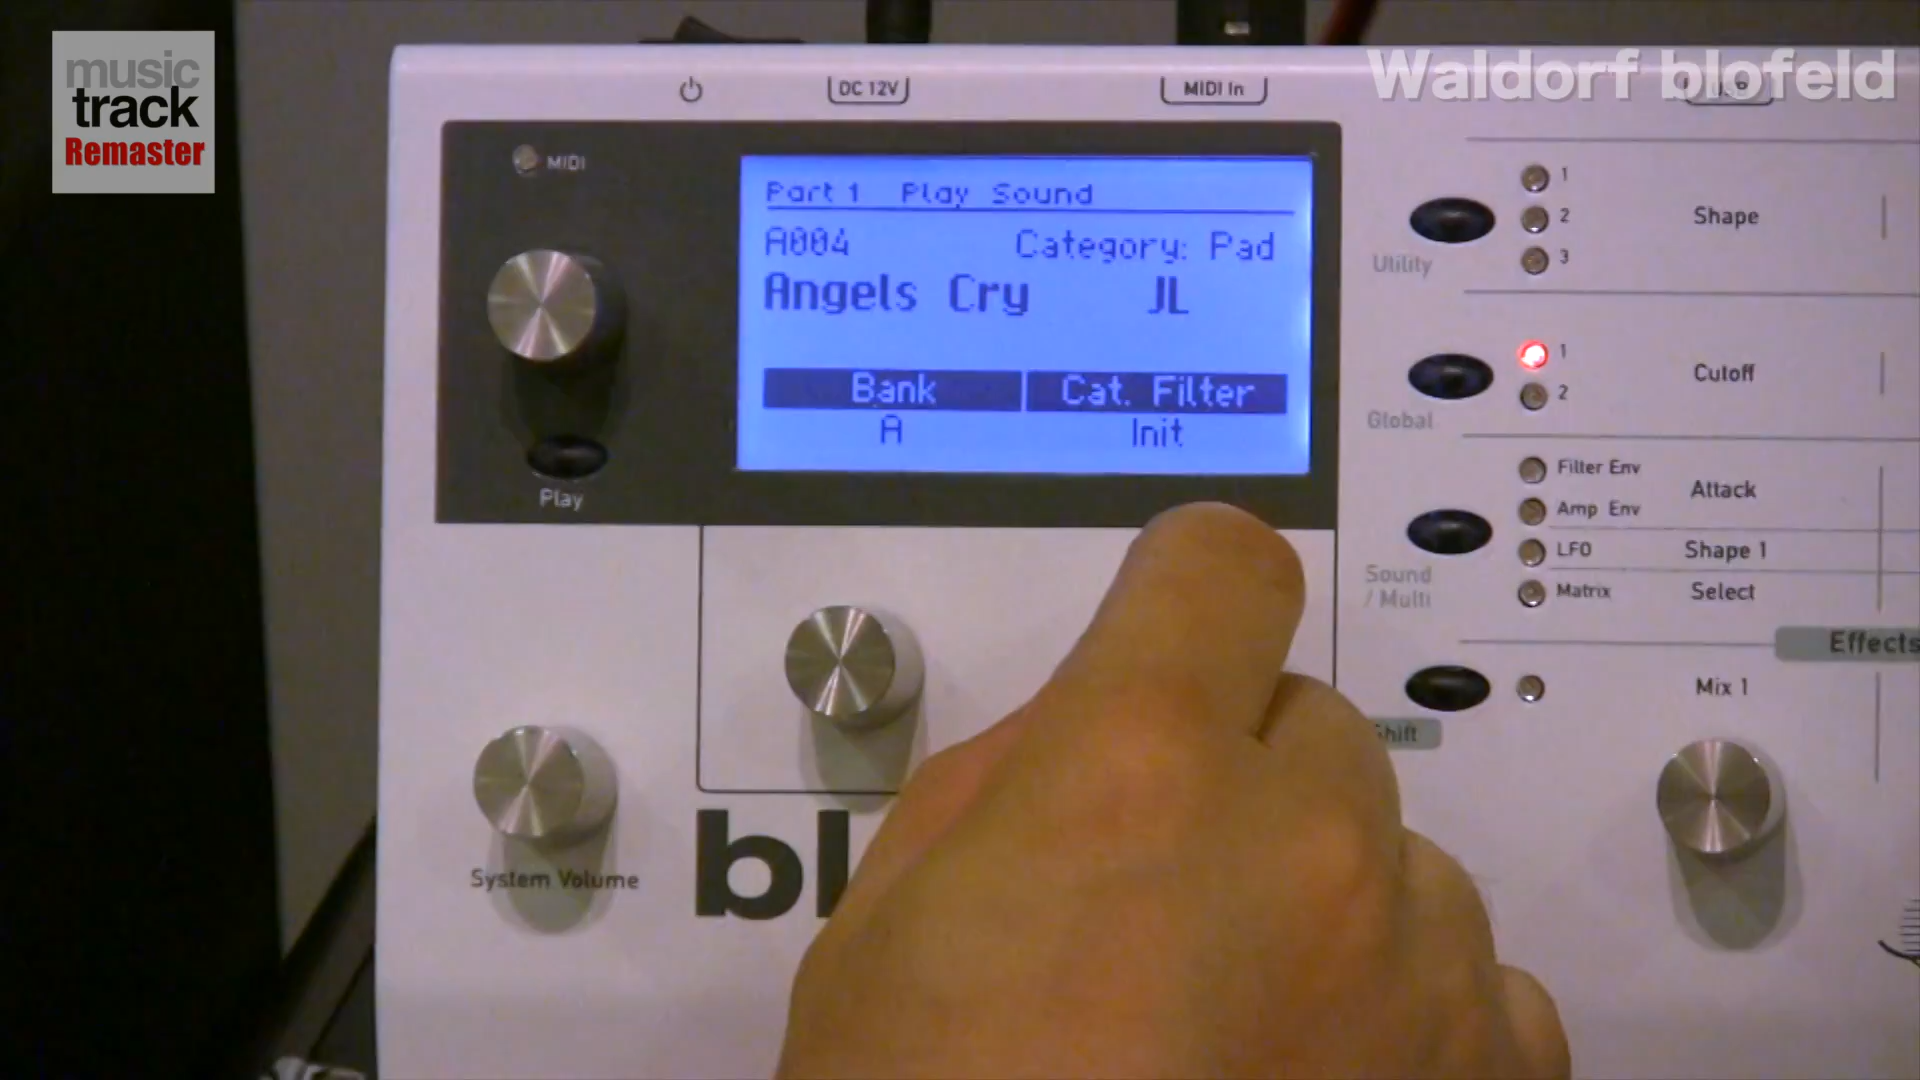 music
track
Remaster
Waldorf blofeld
DC 12V
MIDI In
MIDI
Part 1 Play Sound
A004 Category: Pad
Angels Cry JL
Bank Cat. Filter
A Init
Play
System Volume
bl
1
2
3
Shape
Utility
1
2
Cutoff
Global
Filter Env
Attack
Amp Env
LFO
Shape 1
Matrix
Select
Sound
/ Multi
Effects
Mix 1